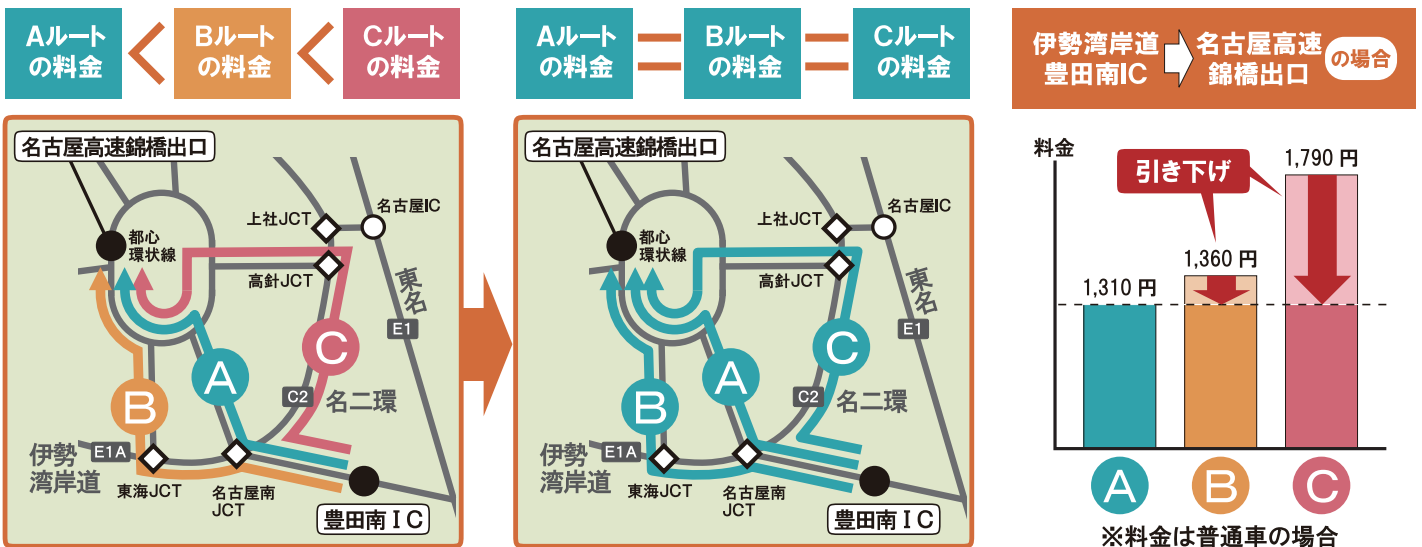 Aルート
の料金
Bルート
の料金
Cルート
の料金
名古屋高速錦橋出口
上社JCT
名古屋IC
都心
環状線
高針JCT
東名
E1
C
A
B
C2
名二環
E1A
伊勢
湾岸道
東海JCT
名古屋南
JCT
豊田南IC
Aルート
の料金
Bルート
の料金
Cルート
の料金
名古屋高速錦橋出口
上社JCT
名古屋IC
都心
環状線
高針JCT
東名
E1
C
A
B
C2
名二環
E1A
伊勢
湾岸道
東海JCT
名古屋南
JCT
豊田南IC
伊勢湾岸道
豊田南IC
名古屋高速
錦橋出口
の場合
料金
引き下げ
1,790 円
1,360 円
1,310 円
A
B
C
※料金は普通車の場合